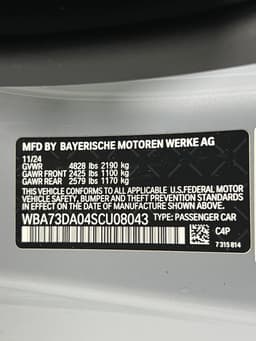 MFD BY BAYERISCHE MOTOREN WERKE AG
11/24
GVWR 4828 lbs 2190 kg
GAWR FRONT 2425 lbs 1100 kg
GAWR REAR 2579 lbs 1170 kg
THIS VEHICLE CONFORMS TO ALL APPLICABLE U.S. FEDERAL MOTOR
VEHICLE SAFETY, BUMPER, AND THEFT PREVENTION STANDARDS
IN EFFECT ON THE DATE OF MANUFACTURE SHOWN ABOVE.
WBA73DA04SCU08043 TYPE: PASSENGER CAR
C4P
7 315 814